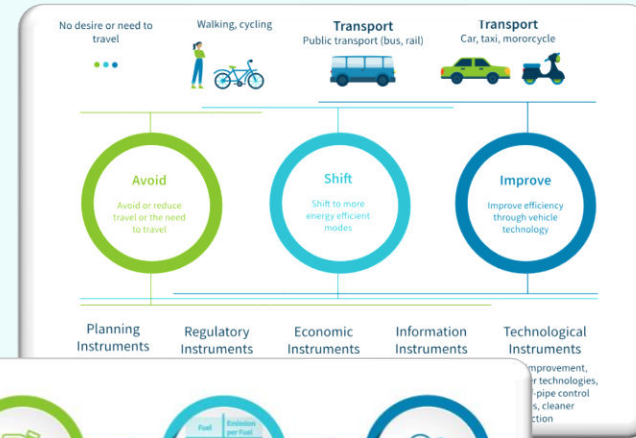 No desire or need to
travel
Walking, cycling
Transport
Public transport (bus, rail)
Transport
Car, taxi, mororcycle
Avoid
Avoid or reduce
travel or the need
to travel
Shift
Shift to more
energy efficient
modes
Improve
Improve efficiency
through vehicle
technology
Planning
Instruments
Regulatory
Instruments
Economic
Instruments
Information
Instruments
Technological
Instruments
technologies,
-pipe control
cleaner
Fuel
Emission
per Fuel